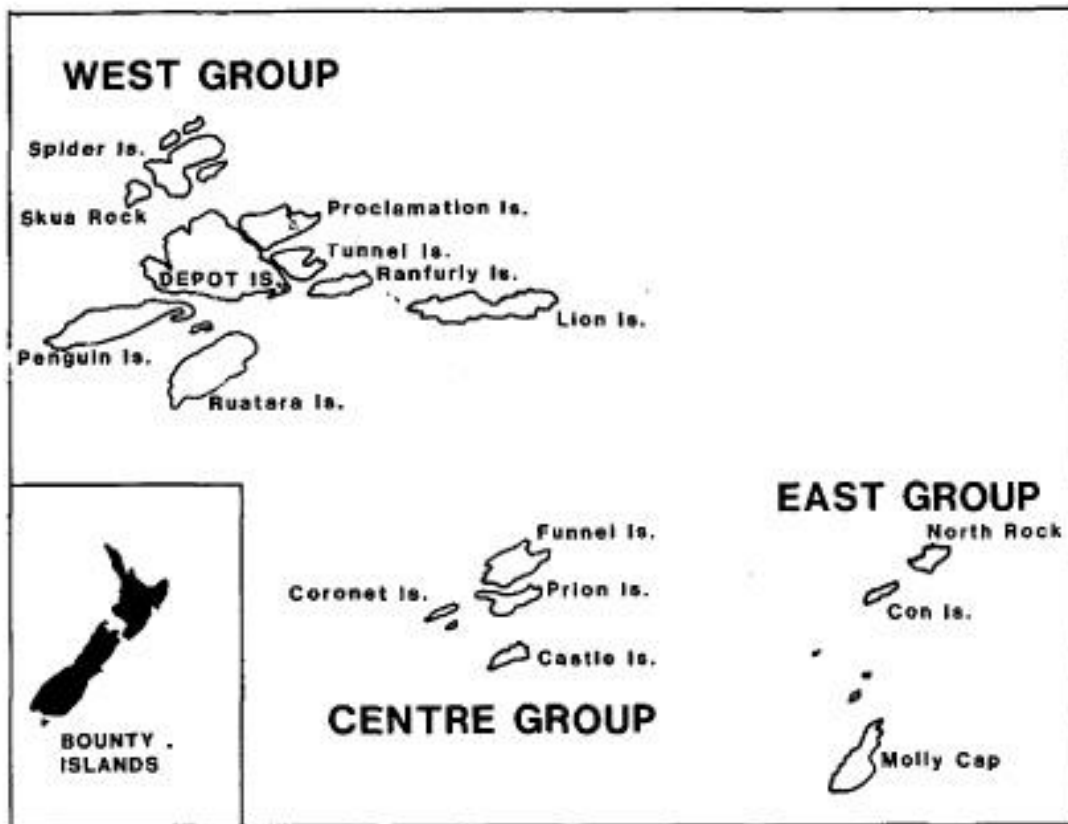 WEST GROUP
Spider Is.
Skua Rock
Proclamation Is.
Tunnel Is.
DEPOT IS.
Ranfurly Is.
Lion Is.
Penguin Is.
Ruatara Is.
EAST GROUP
North Rock
Funnel Is.
Coronet Is.
Prion Is.
Con Is.
Castle Is.
CENTRE GROUP
BOUNTY
ISLANDS
Molly Cap